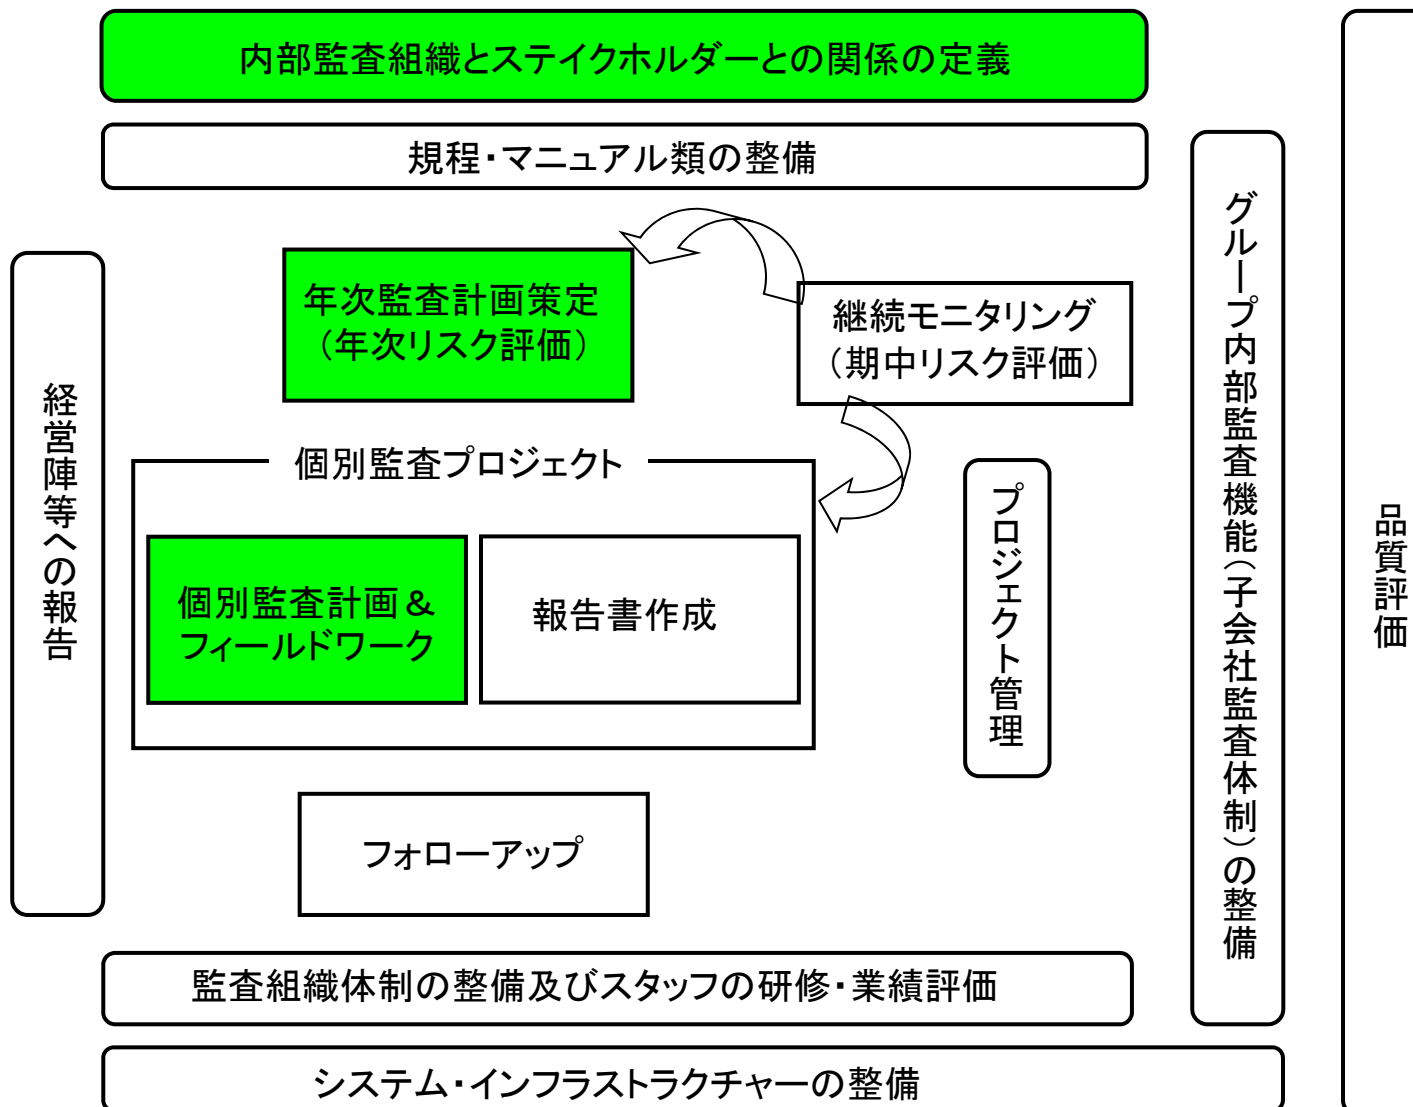 内部監査組織とステイクホルダーとの関係の定義
規程・マニュアル類の整備
年次監査計画策定
（年次リスク評価）
継続モニタリング
（期中リスク評価）
経営陣等への報告
個別監査プロジェクト
個別監査計画＆
フィールドワーク
報告書作成
プロジェクト管理
グループ内部監査機能（子会社監査体制）の整備
品質評価
フォローアップ
監査組織体制の整備及びスタッフの研修・業績評価
システム・インフラストラクチャーの整備